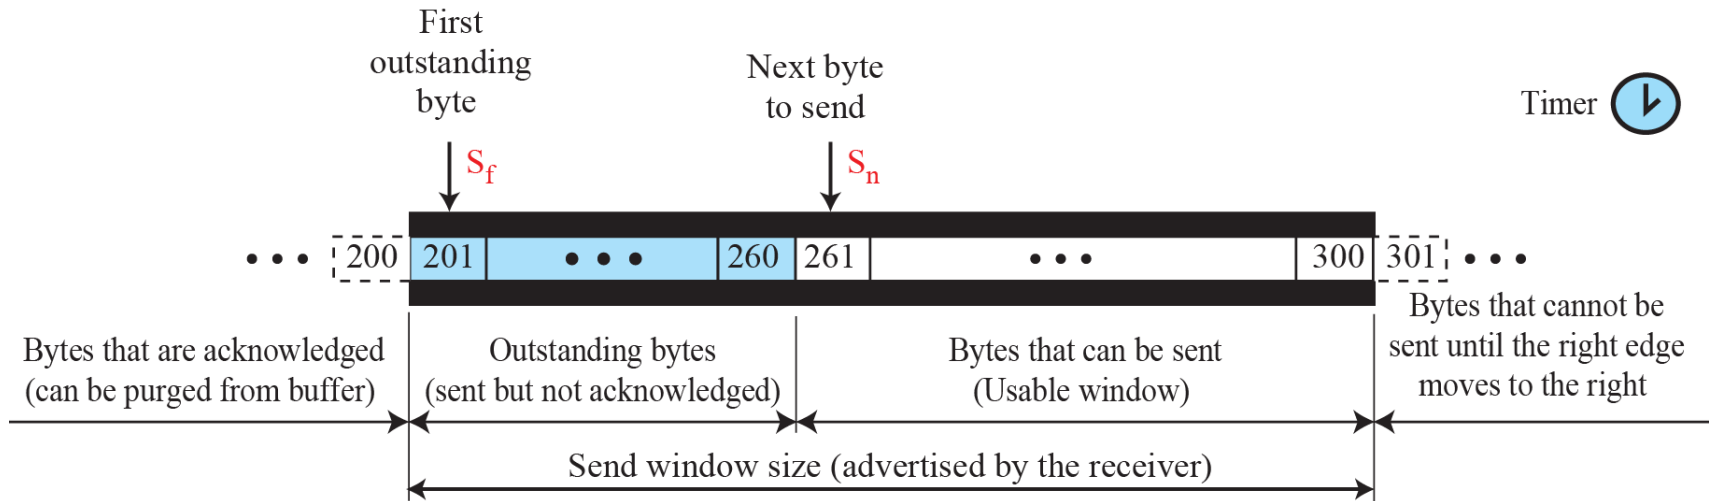 First
outstanding
byte
Next byte
to send
Timer
Sf
Sn
••• 200 201 ••• 260 261 ••• 300 301 •••
Bytes that are acknowledged
(can be purged from buffer)
Outstanding bytes
(sent but not acknowledged)
Bytes that can be sent
(Usable window)
Bytes that cannot be
sent until the right edge
moves to the right
Send window size (advertised by the receiver)